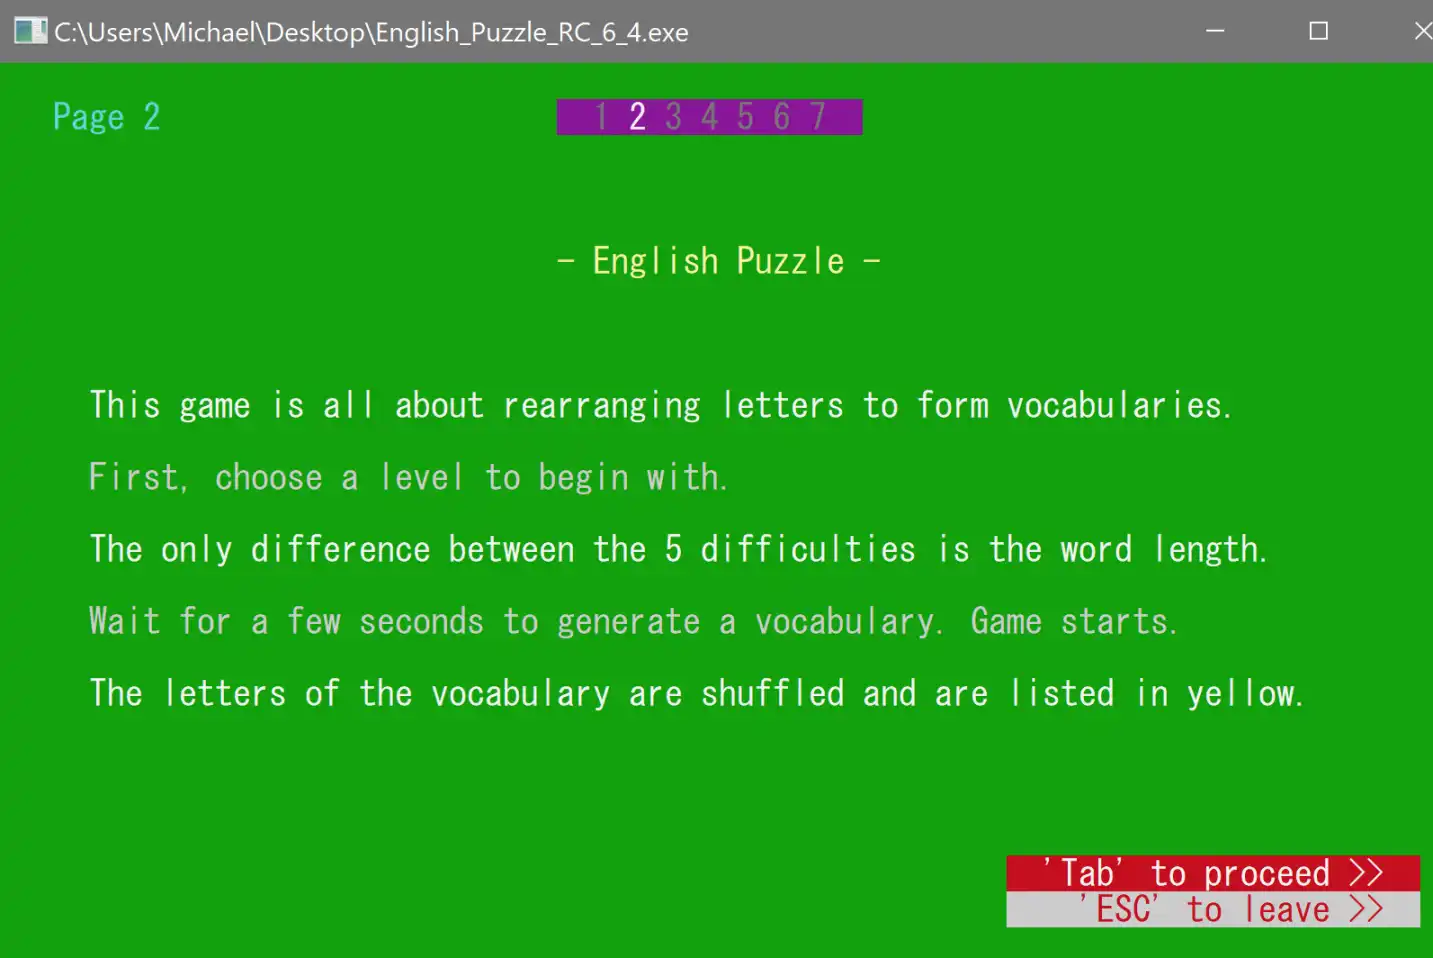 C:\Users\Michael\Desktop\English_Puzzle_RC_6_4.exe
Page 2
1 2 3 4 5 6 7
- English Puzzle -
This game is all about rearranging letters to form vocabularies.
First, choose a level to begin with.
The only difference between the 5 difficulties is the word length.
Wait for a few seconds to generate a vocabulary. Game starts.
The letters of the vocabulary are shuffled and are listed in yellow.
'Tab' to proceed >>
'ESC' to leave >>